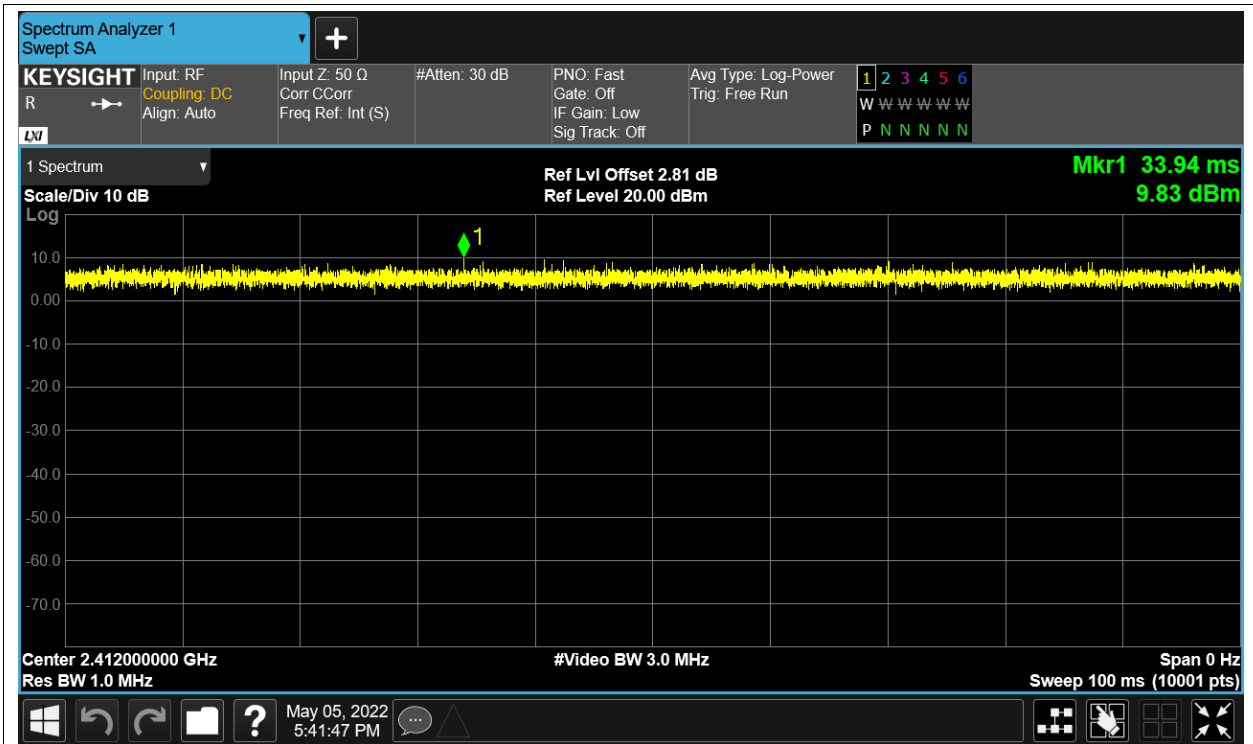 Spectrum Analyzer 1
Swept SA
KEYSIGHT
R
LXI
Input: RF
Coupling: DC
Align: Auto
Input Z: 50 Ω
Corr CCorr
Freq Ref: Int (S)
#Atten: 30 dB
PNO: Fast
Gate: Off
IF Gain: Low
Sig Track: Off
Avg Type: Log-Power
Trig: Free Run
1 2 3 4 5 6
W W W W W W
P N N N N N
1 Spectrum
Scale/Div 10 dB
Log
Ref Lvl Offset 2.81 dB
Ref Level 20.00 dBm
Mkr1 33.94 ms
9.83 dBm
1
10.0
0.00
-10.0
-20.0
-30.0
-40.0
-50.0
-60.0
-70.0
Center 2.412000000 GHz
Res BW 1.0 MHz
#Video BW 3.0 MHz
Span 0 Hz
Sweep 100 ms (10001 pts)
?
May 05, 2022
5:41:47 PM